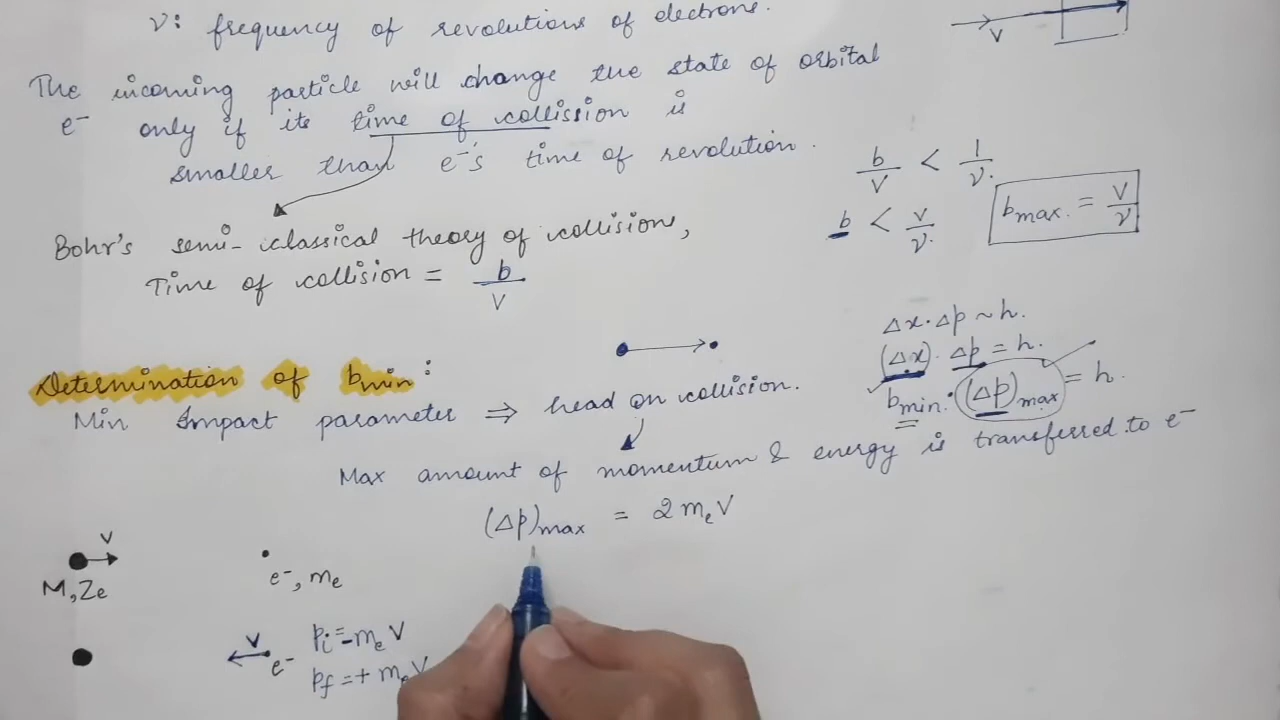 ν: frequency of revolutions of electrons.
V
The incoming particle will change the state of orbital
e⁻ only if its time of collission is
smaller than e⁻'s time of revolution.
b/V < 1/ν.
b < V/ν.
bmax. = V/ν
Bohr's semi-classical theory of collision,
Time of collision = b/V
Δx·Δp ~ h.
(Δx)·Δp = h.
bmin·(Δp)max = h.
Determination of bmin:
Min Impact parameter ⇒ head on collision.
Max amount of momentum & energy is transferred to e⁻
(Δp)max = 2meV
V
M,Ze
e⁻, me
V
e⁻
pi = -meV
pf = + meV